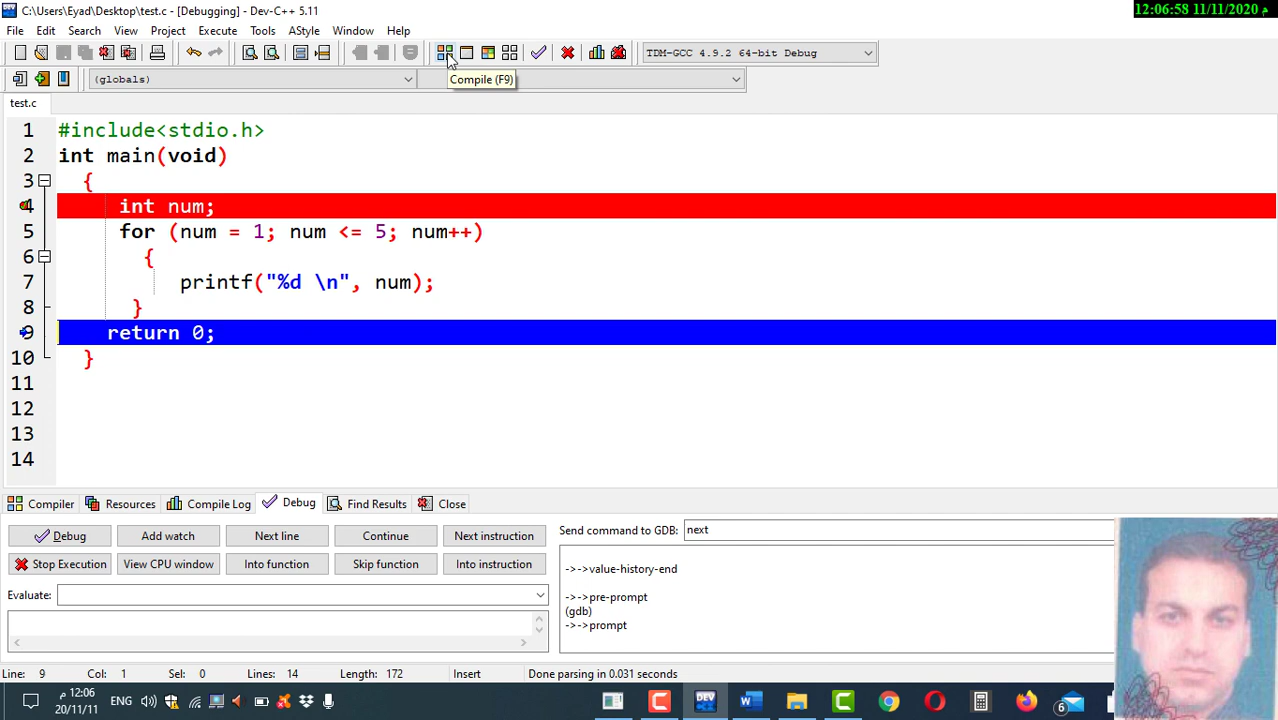 C:\Users\Eyad\Desktop\test.c - [Debugging] - Dev-C++ 5.11
12:06:58 11/11/2020 م
File Edit Search View Project Execute Tools AStyle Window Help
TDM-GCC 4.9.2 64-bit Debug
(globals)
Compile (F9)
test.c
1 #include<stdio.h>
2 int main(void)
3 {
4 int num;
5 for (num = 1; num <= 5; num++)
6 {
7 printf("%d \n", num);
8 }
9 return 0;
10 }
11
12
13
14
Compiler Resources Compile Log Debug Find Results Close
Debug Add watch Next line Continue Next instruction Send command to GDB: next
Stop Execution View CPU window Into function Skip function Into instruction
Evaluate:
->->value-history-end
->->pre-prompt
(gdb)
->->prompt
Line: 9 Col: 1 Sel: 0 Lines: 14 Length: 172 Insert Done parsing in 0.031 seconds
12:06 م
20/11/11
ENG
DEV
6